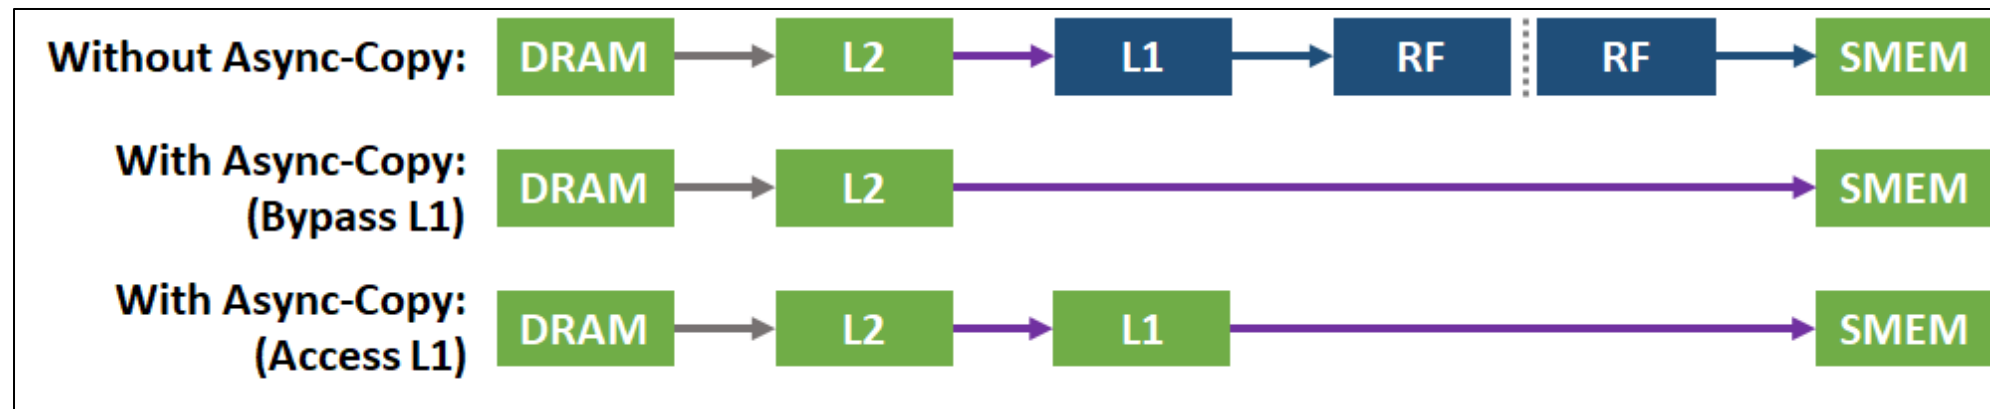 Without Async-Copy: DRAM L2 L1 RF RF SMEM
With Async-Copy:
(Bypass L1)
DRAM L2 SMEM
With Async-Copy:
(Access L1)
DRAM L2 L1 SMEM